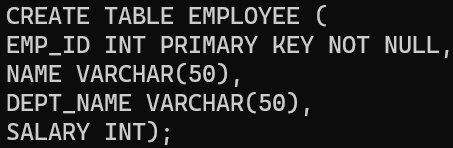 CREATE TABLE EMPLOYEE (
EMP_ID INT PRIMARY KEY NOT NULL,
NAME VARCHAR(50),
DEPT_NAME VARCHAR(50),
SALARY INT);